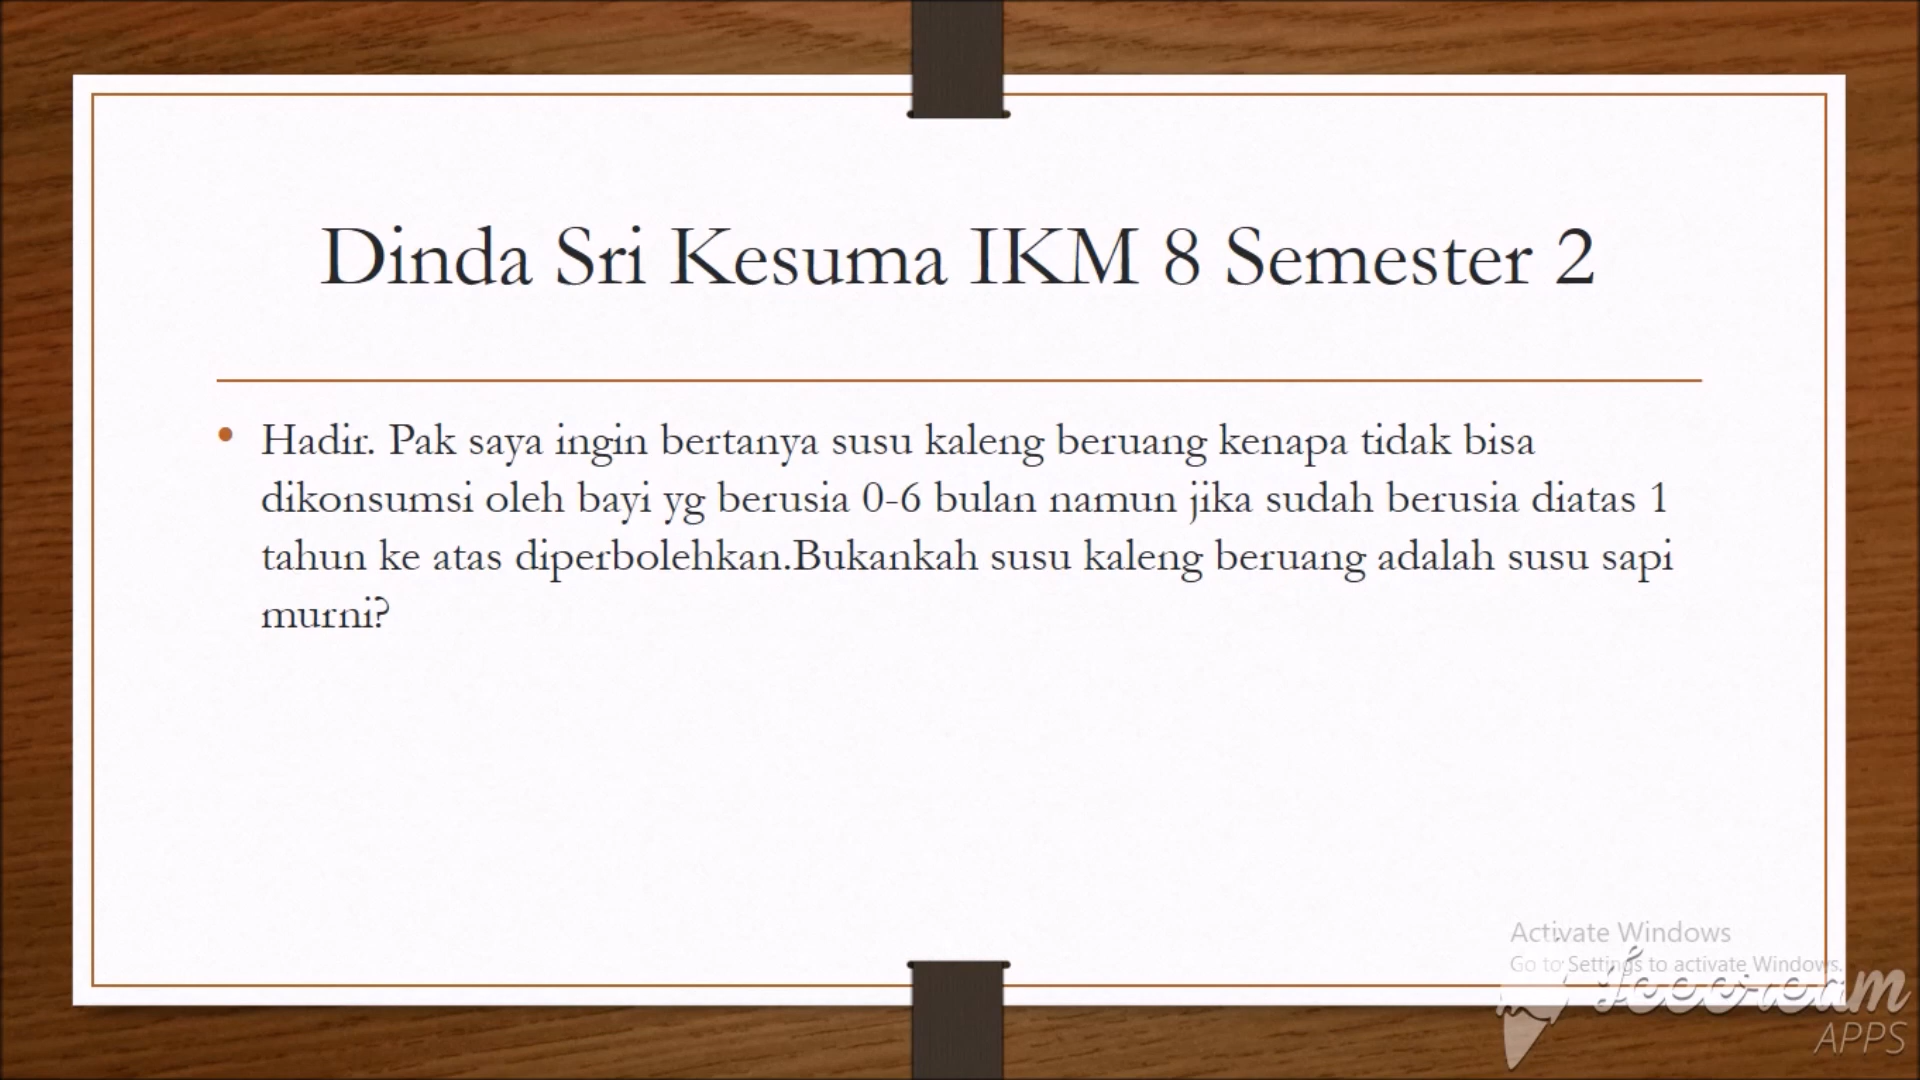 Dinda Sri Kesuma IKM 8 Semester 2
• Hadir. Pak saya ingin bertanya susu kaleng beruang kenapa tidak bisa
dikonsumsi oleh bayi yg berusia 0-6 bulan namun jika sudah berusia diatas 1
tahun ke atas diperbolehkan.Bukankah susu kaleng beruang adalah susu sapi
murni?
Activate Windows
Go to Settings to activate Windows.
Icecream
APPS